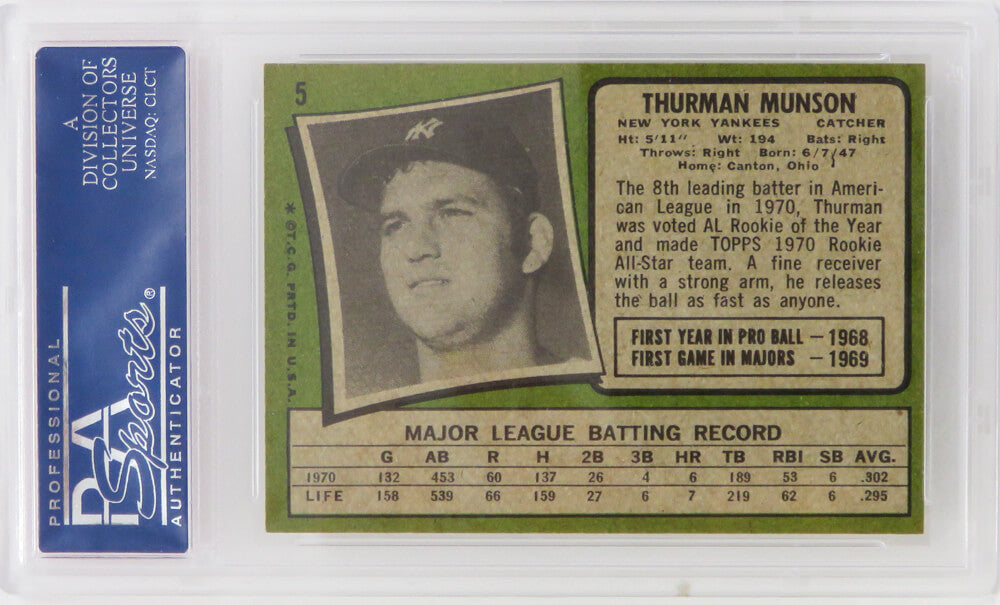 A
DIVISION OF
COLLECTORS
UNIVERSE
NASDAQ: CLCT
PROFESSIONAL
PSA
Sports®
AUTHENTICATOR
5
NY
* ©T.C.G. PRTD. IN U.S.A.
THURMAN MUNSON
NEW YORK YANKEES CATCHER
Ht: 5'11" Wt: 194 Bats: Right
Throws: Right Born: 6/7/47
Home: Canton, Ohio
The 8th leading batter in Ameri-
can League in 1970, Thurman
was voted AL Rookie of the Year
and made TOPPS 1970 Rookie
All-Star team. A fine receiver
with a strong arm, he releases
the ball as fast as anyone.
FIRST YEAR IN PRO BALL — 1968
FIRST GAME IN MAJORS — 1969
MAJOR LEAGUE BATTING RECORD
G AB R H 2B 3B HR TB RBI SB AVG.
1970 132 453 60 137 26 4 6 189 53 6 .302
LIFE 158 539 66 159 27 6 7 219 62 6 .295